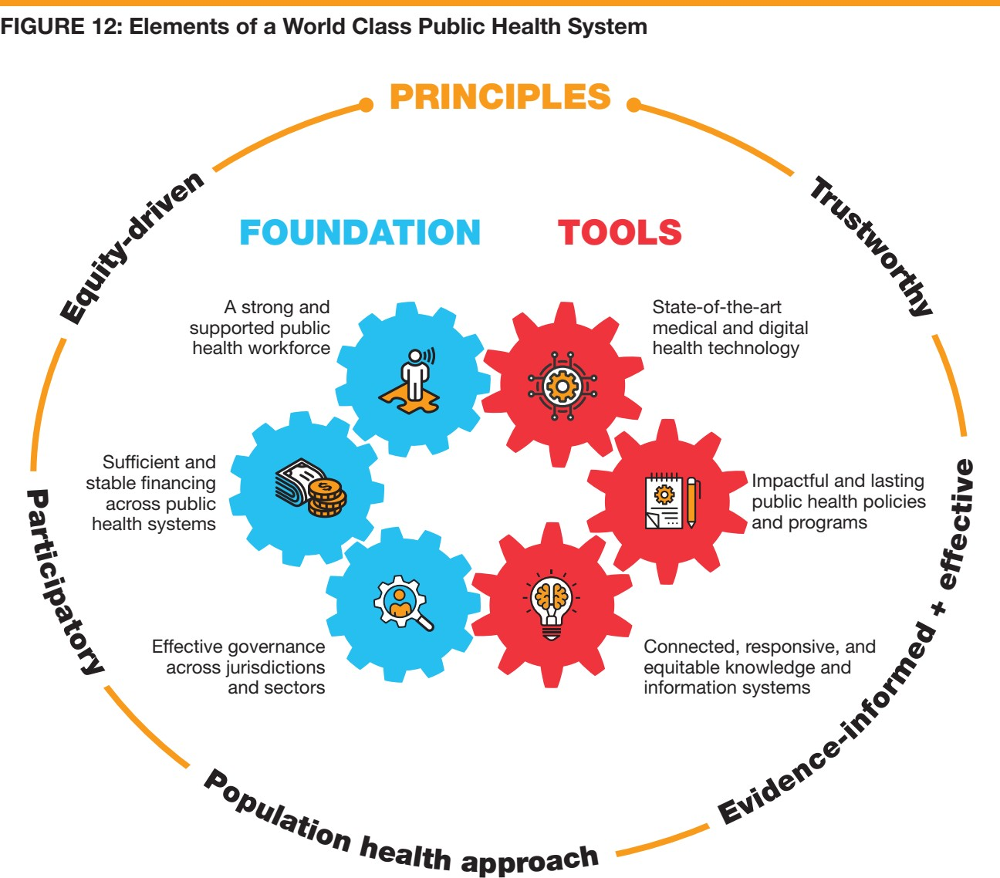 FIGURE 12: Elements of a World Class Public Health System
PRINCIPLES
Equity-driven
Trustworthy
FOUNDATION
TOOLS
A strong and
supported public
health workforce
State-of-the-art
medical and digital
health technology
Sufficient and
stable financing
across public
health systems
Impactful and lasting
public health policies
and programs
Effective governance
across jurisdictions
and sectors
Connected, responsive, and
equitable knowledge and
information systems
Participatory
Evidence-informed + effective
Population health approach